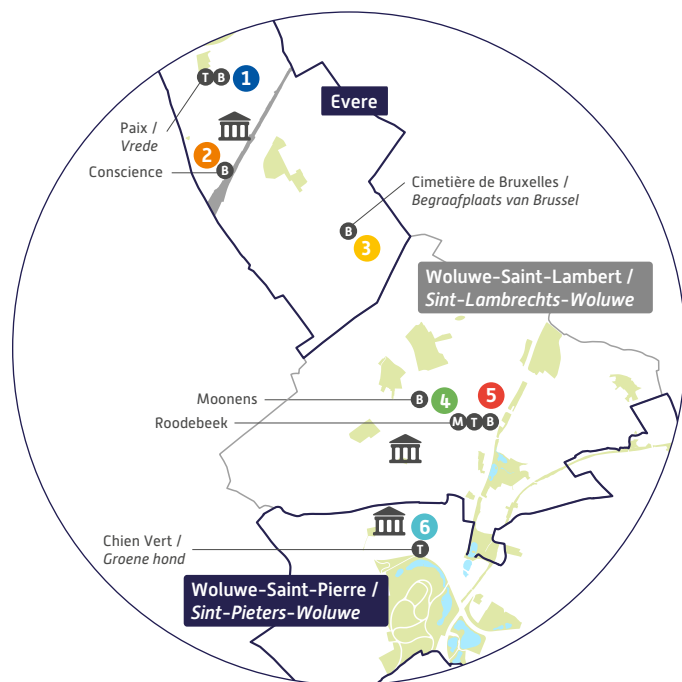 T B 1
Evere
Paix /
Vrede
2
Conscience
B
Cimetière de Bruxelles /
Begraafplaats van Brussel
B
3
Woluwe-Saint-Lambert /
Sint-Lambrechts-Woluwe
Moonens
B 4 5
Roodebeek
M T B
6
Chien Vert /
Groene hond
T
Woluwe-Saint-Pierre /
Sint-Pieters-Woluwe